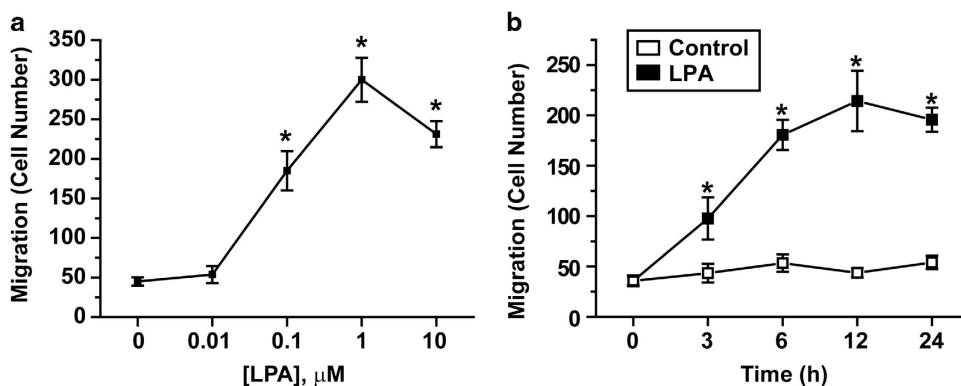 a
Migration (Cell Number)
350
300
250
200
150
100
50
0
*
*
*
0 0.01 0.1 1 10
[LPA], μM
b
Migration (Cell Number)
250
200
150
100
50
0
Control
LPA
*
*
*
*
0 3 6 12 24
Time (h)